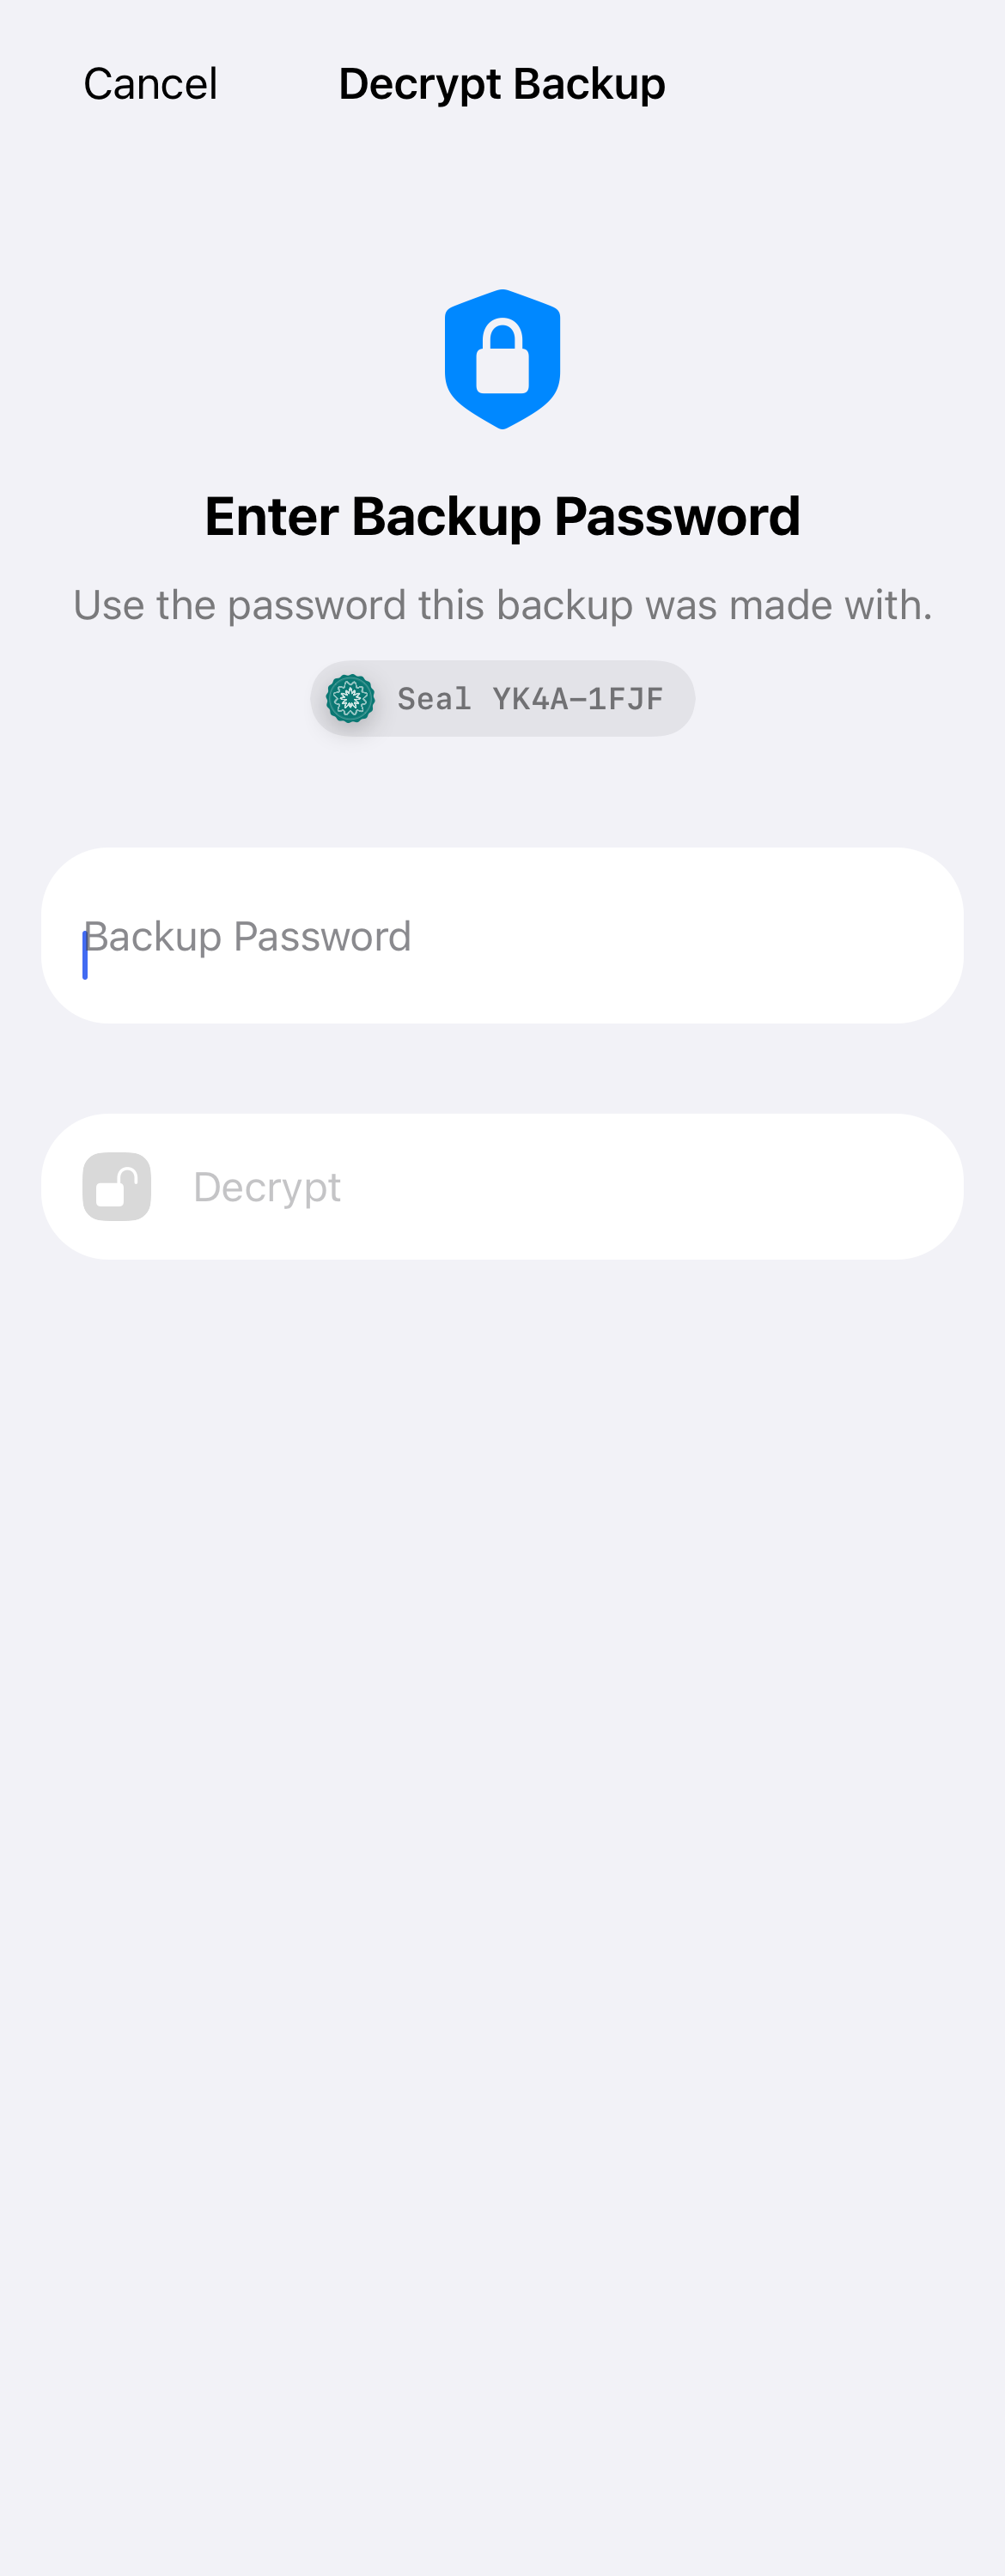 Cancel
Decrypt Backup
Enter Backup Password
Use the password this backup was made with.
Seal YK4A–1FJF
Backup Password
Decrypt